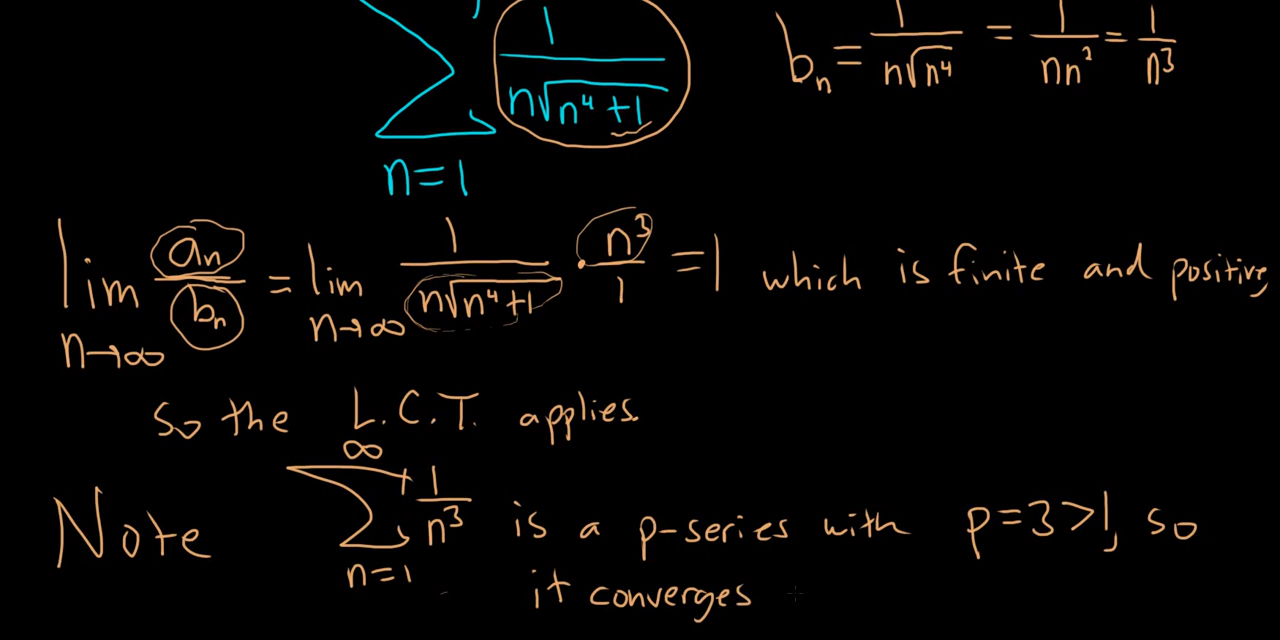 ∑ n=1 1/(n√(n⁴+1))
bₙ = 1/(n√n⁴) = 1/(nn²) = 1/n³
lim n→∞ aₙ/bₙ = lim n→∞ 1/(n√(n⁴+1)) · n³/1 = 1 which is finite and positive,
so the L.C.T. applies.
Note ∑ n=1 ∞ 1/n³ is a p-series with p=3>1, so
it converges